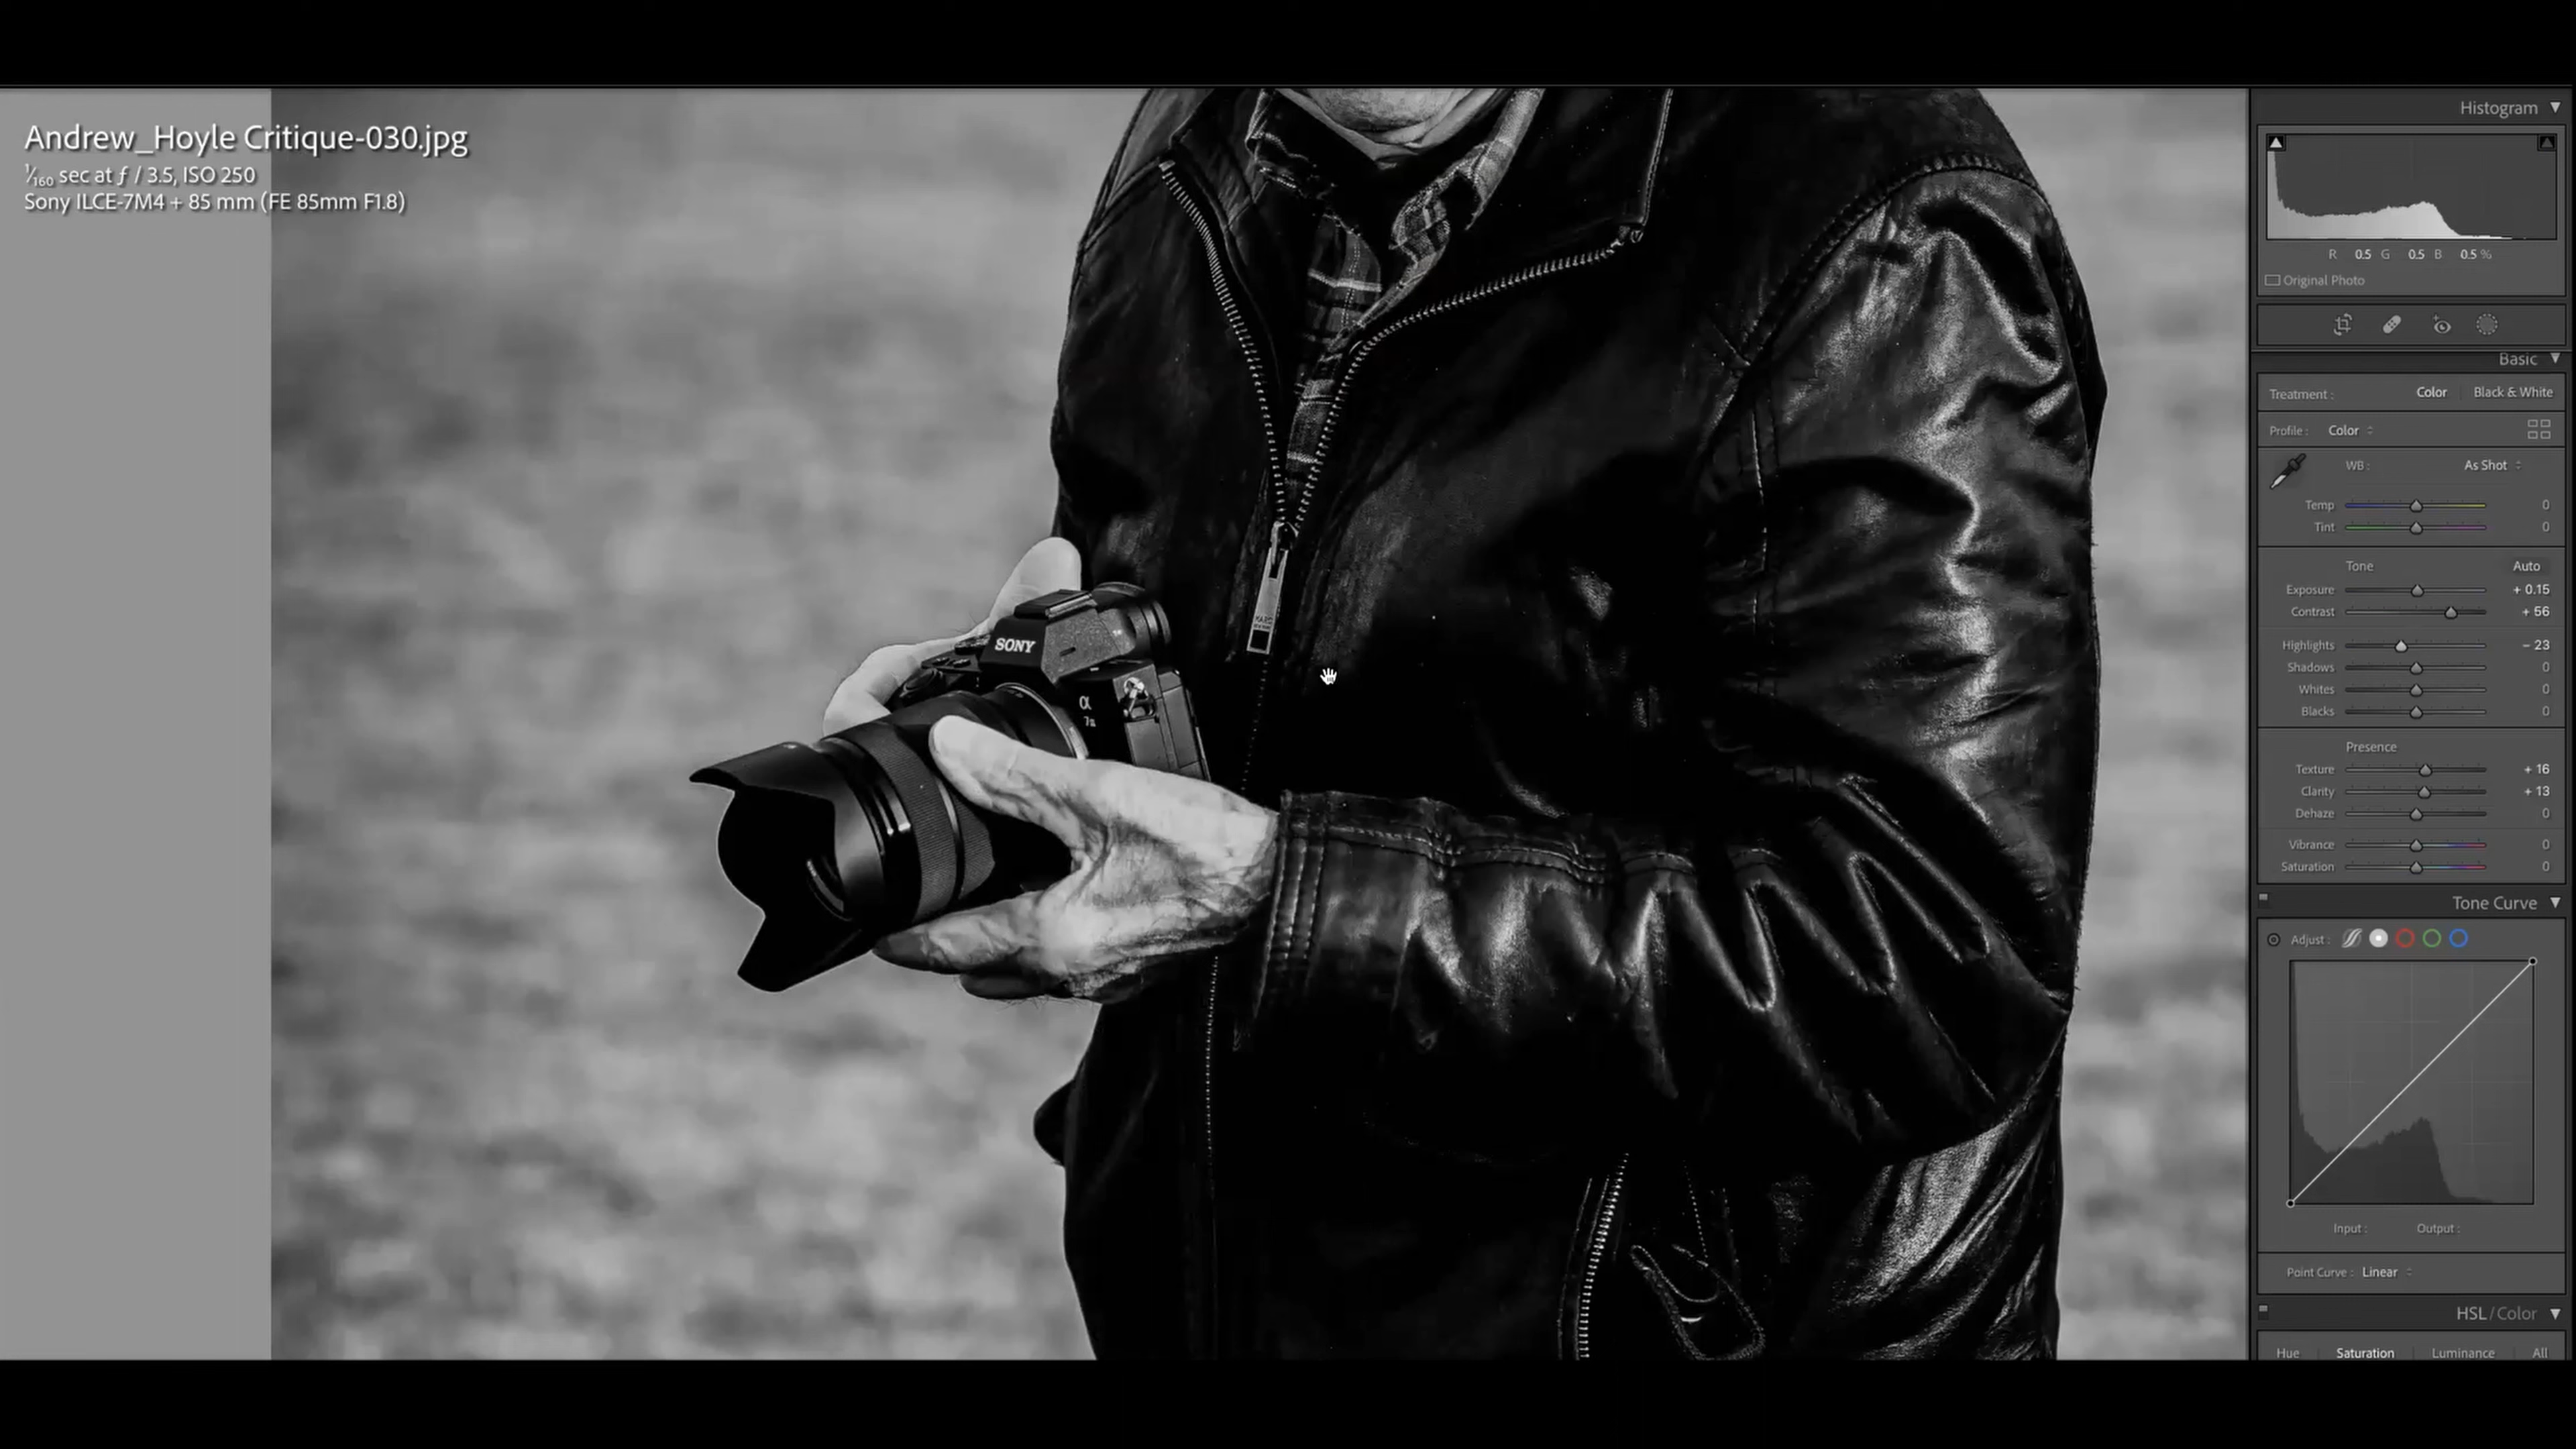 Andrew_Hoyle Critique-030.jpg
1/160 sec at ƒ / 3.5, ISO 250
Sony ILCE-7M4 + 85 mm (FE 85mm F1.8)
SONY
α
Histogram
R 0.5 G 0.5 B 0.5 %
Original Photo
Basic
Treatment : Color Black & White
Profile : Color
WB : As Shot
Temp 0
Tint 0
Tone Auto
Exposure + 0.15
Contrast + 56
Highlights − 23
Shadows 0
Whites 0
Blacks 0
Presence
Texture + 16
Clarity + 13
Dehaze 0
Vibrance 0
Saturation 0
Tone Curve
Adjust :
Input : Output :
Point Curve : Linear
HSL / Color
Hue Saturation Luminance All